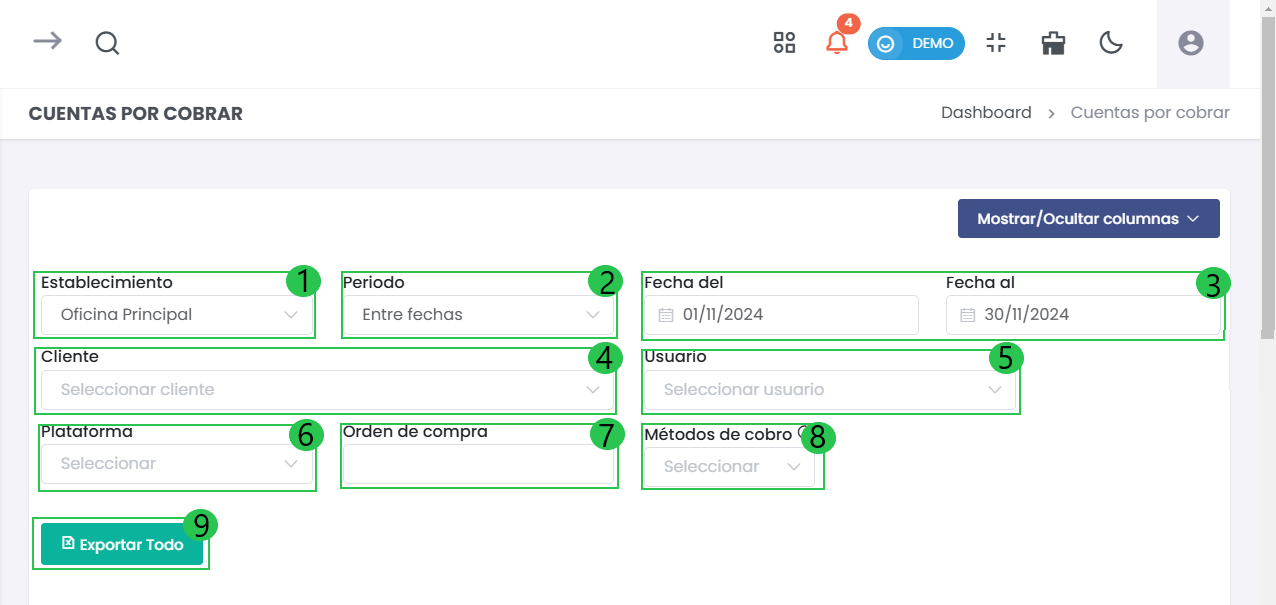 4
DEMO
CUENTAS POR COBRAR
Dashboard > Cuentas por cobrar
Mostrar/Ocultar columnas
Establecimiento 1
Periodo 2
Fecha del
Fecha al 3
Oficina Principal
Entre fechas
01/11/2024
30/11/2024
Cliente 4
Usuario 5
Seleccionar cliente
Seleccionar usuario
Plataforma 6
Orden de compra 7
Métodos de cobro 8
Seleccionar
Seleccionar
Exportar Todo 9